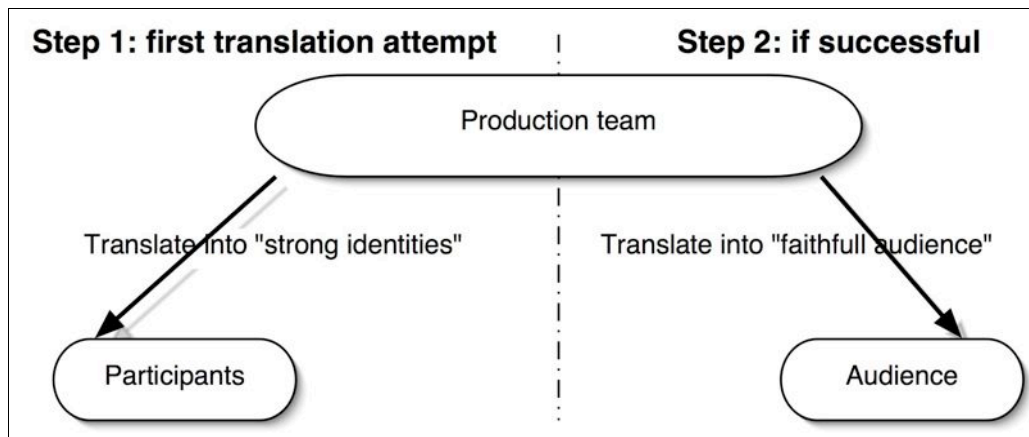 Step 1: first translation attempt
Step 2: if successful
Production team
Translate into "strong identities"
Translate into "faithfull audience"
Participants
Audience